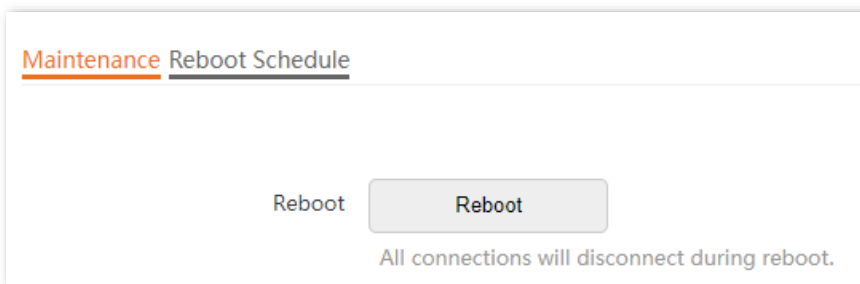 Maintenance Reboot Schedule
Reboot Reboot
All connections will disconnect during reboot.